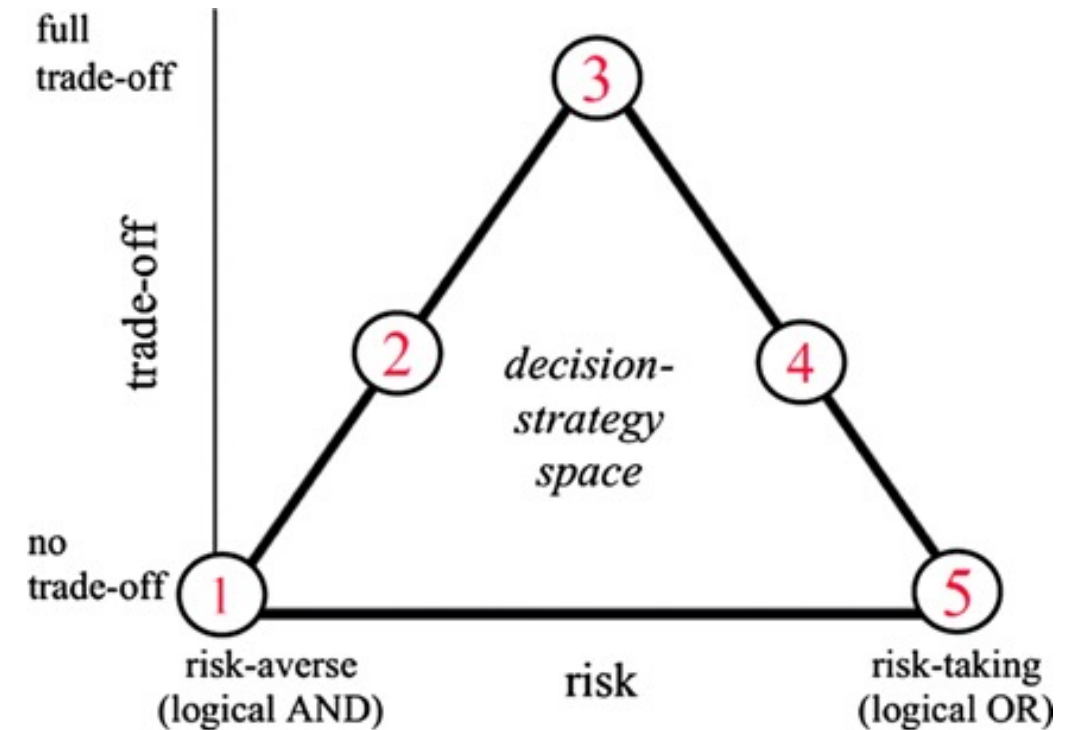 full
trade-off
3
trade-off
2
4
decision-
strategy
space
no
trade-off
1
5
risk-averse
(logical AND)
risk
risk-taking
(logical OR)